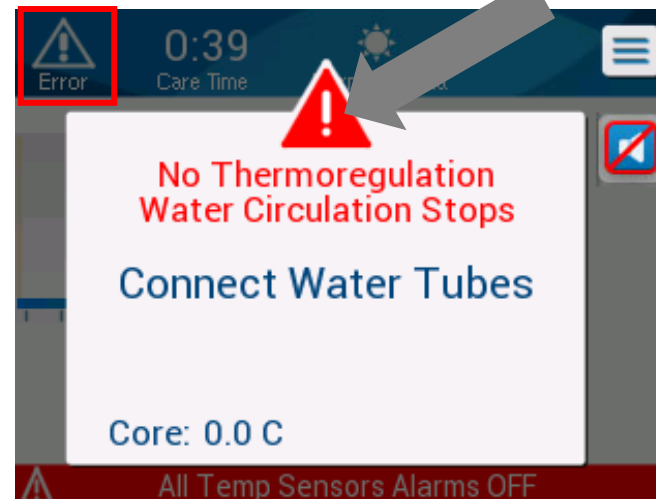 0:39
Error
Care Time
No Thermoregulation
Water Circulation Stops
Connect Water Tubes
Core: 0.0 C
All Temp Sensors Alarms OFF